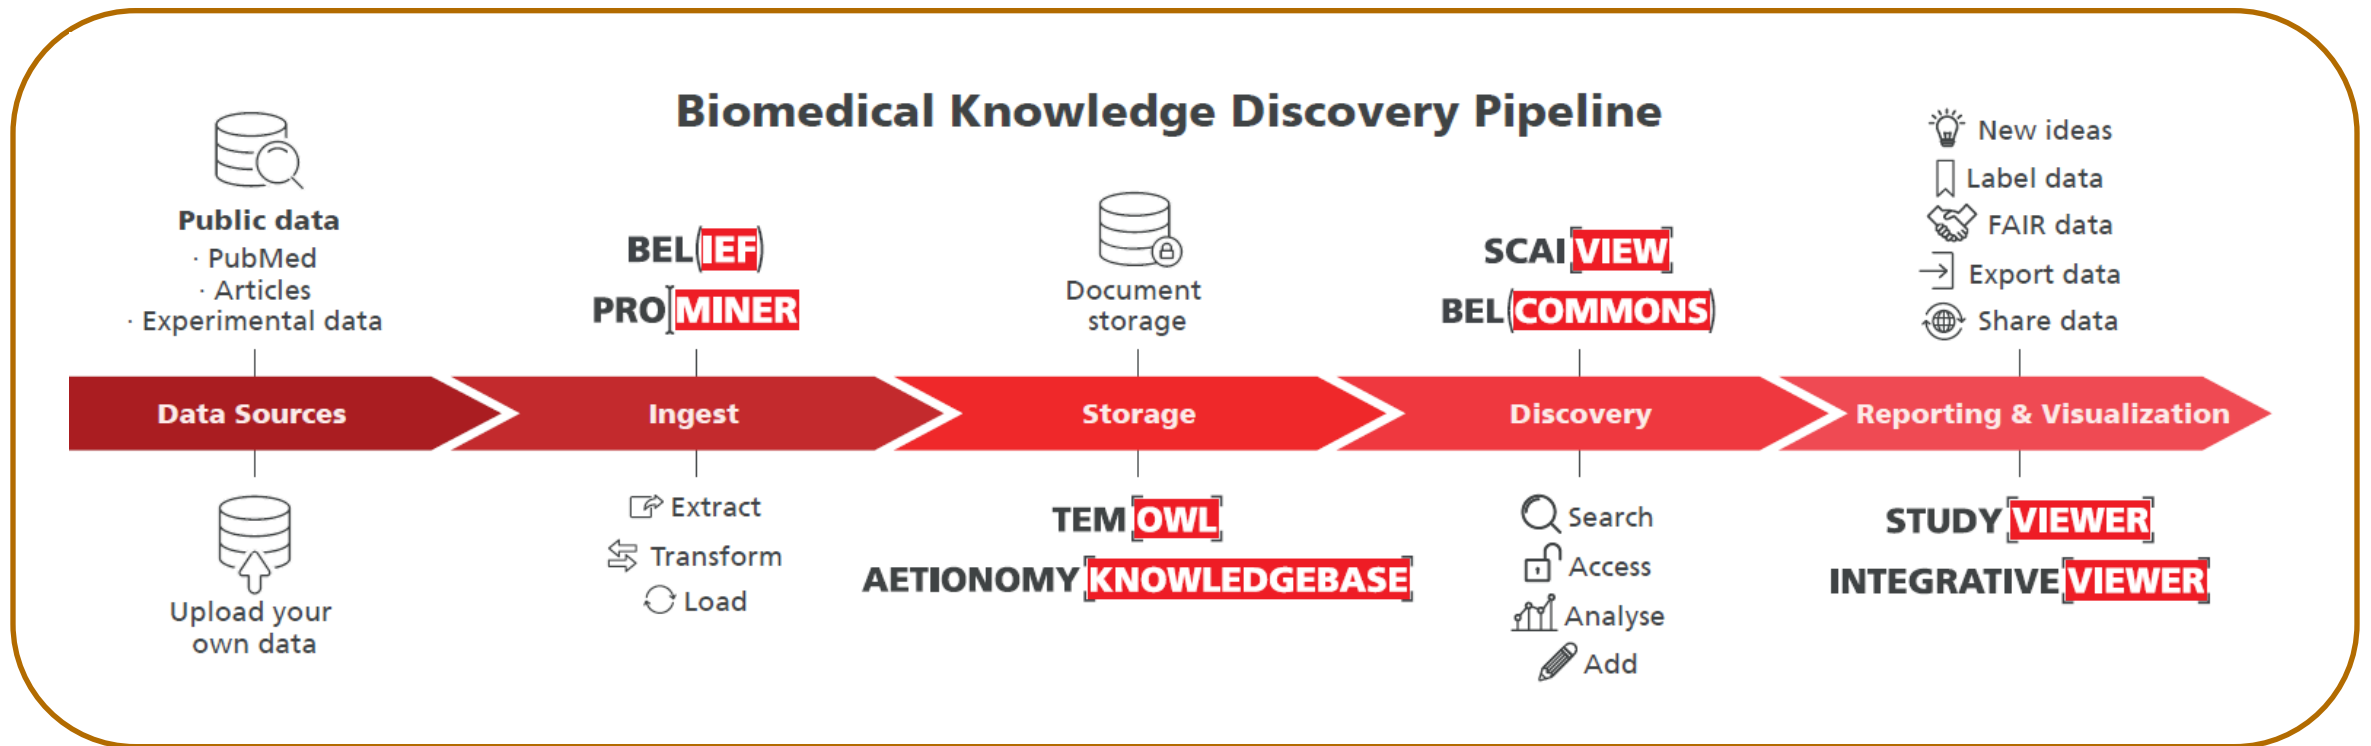 Biomedical Knowledge Discovery Pipeline
Public data
· PubMed
· Articles
· Experimental data
BEL(IEF)
PRO MINER
Document
storage
SCAI[VIEW]
BEL(COMMONS)
New ideas
Label data
FAIR data
Export data
Share data
Data Sources
Ingest
Storage
Discovery
Reporting & Visualization
Upload your
own data
Extract
Transform
Load
TEM[OWL]
AETIONOMY[KNOWLEDGEBASE]
Search
Access
Analyse
Add
STUDY[VIEWER]
INTEGRATIVE[VIEWER]